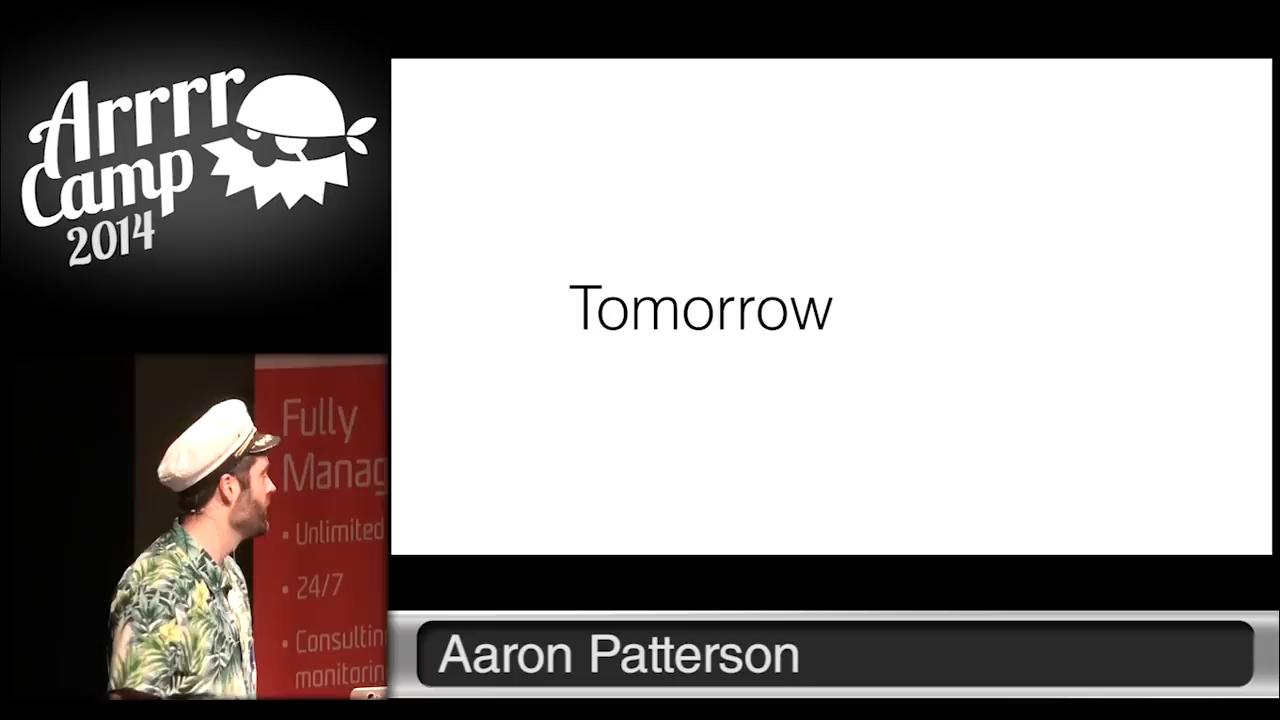 Arrrr
Camp
2014
Tomorrow
Fully
Manag
• Unlimited
• 24/7
• Consultin
monitorin
Aaron Patterson